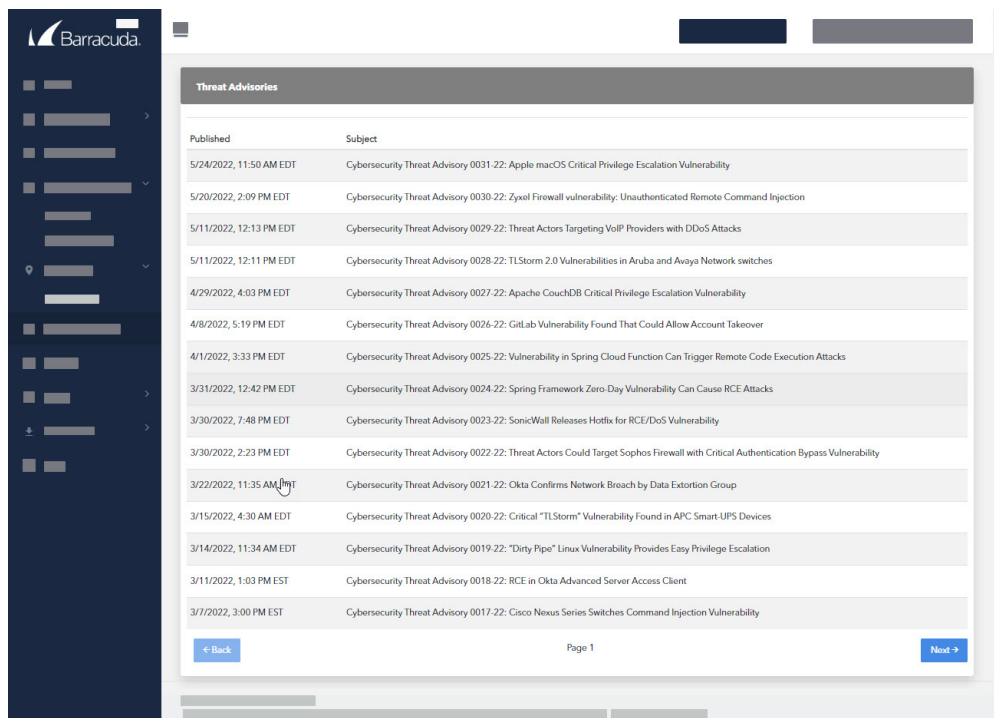 Barracuda.
Threat Advisories
Published Subject
5/24/2022, 11:50 AM EDT Cybersecurity Threat Advisory 0031-22: Apple macOS Critical Privilege Escalation Vulnerability
5/20/2022, 2:09 PM EDT Cybersecurity Threat Advisory 0030-22: Zyxel Firewall vulnerability: Unauthenticated Remote Command Injection
5/11/2022, 12:13 PM EDT Cybersecurity Threat Advisory 0029-22: Threat Actors Targeting VoIP Providers with DDoS Attacks
5/11/2022, 12:11 PM EDT Cybersecurity Threat Advisory 0028-22: TLStorm 2.0 Vulnerabilities in Aruba and Avaya Network switches
4/29/2022, 4:03 PM EDT Cybersecurity Threat Advisory 0027-22: Apache CouchDB Critical Privilege Escalation Vulnerability
4/8/2022, 5:19 PM EDT Cybersecurity Threat Advisory 0026-22: GitLab Vulnerability Found That Could Allow Account Takeover
4/1/2022, 3:33 PM EDT Cybersecurity Threat Advisory 0025-22: Vulnerability in Spring Cloud Function Can Trigger Remote Code Execution Attacks
3/31/2022, 12:42 PM EDT Cybersecurity Threat Advisory 0024-22: Spring Framework Zero-Day Vulnerability Can Cause RCE Attacks
3/30/2022, 7:48 PM EDT Cybersecurity Threat Advisory 0023-22: SonicWall Releases Hotfix for RCE/DoS Vulnerability
3/30/2022, 2:23 PM EDT Cybersecurity Threat Advisory 0022-22: Threat Actors Could Target Sophos Firewall with Critical Authentication Bypass Vulnerability
3/22/2022, 11:35 AM EDT Cybersecurity Threat Advisory 0021-22: Okta Confirms Network Breach by Data Extortion Group
3/15/2022, 4:30 AM EDT Cybersecurity Threat Advisory 0020-22: Critical “TLStorm” Vulnerability Found in APC Smart-UPS Devices
3/14/2022, 11:34 AM EDT Cybersecurity Threat Advisory 0019-22: "Dirty Pipe" Linux Vulnerability Provides Easy Privilege Escalation
3/11/2022, 1:03 PM EST Cybersecurity Threat Advisory 0018-22: RCE in Okta Advanced Server Access Client
3/7/2022, 3:00 PM EST Cybersecurity Threat Advisory 0017-22: Cisco Nexus Series Switches Command Injection Vulnerability
← Back Page 1 Next →